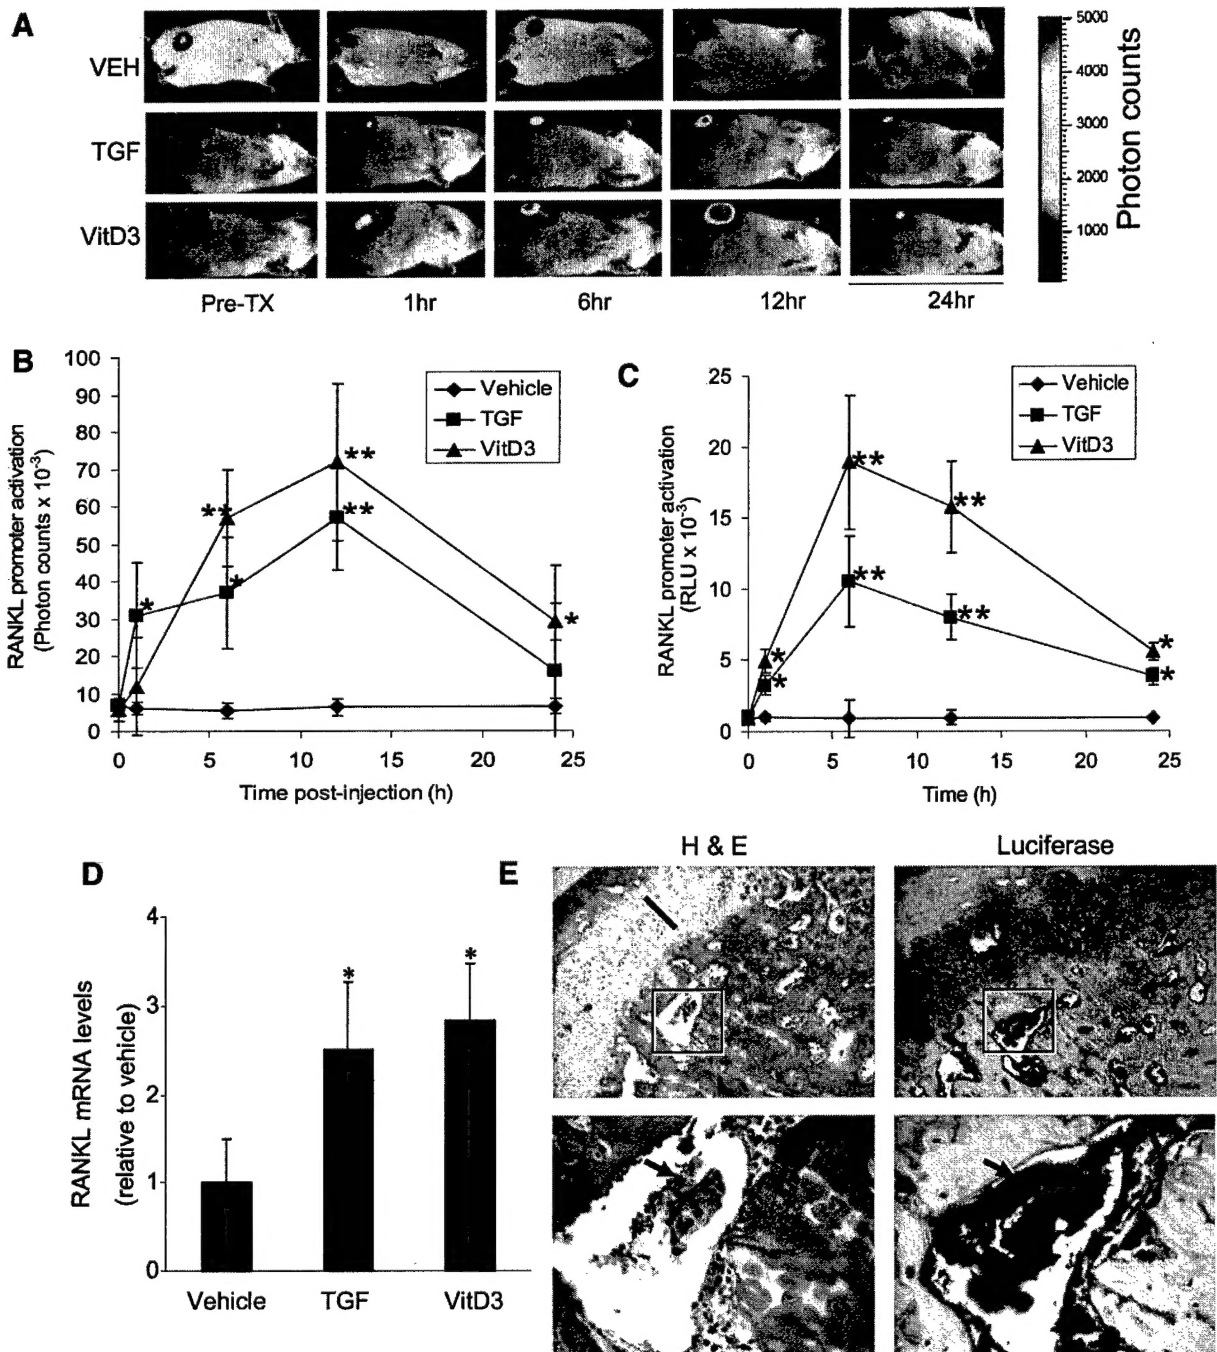 A
VEH
TGF
VitD3
Pre-TX
1hr
6hr
12hr
24hr
5000
4000
3000
2000
1000
Photon counts
B
RANKL promoter activation
(Photon counts x 10⁻³)
100
90
80
70
60
50
40
30
20
10
0
Vehicle
TGF
VitD3
**
**
**
*
*
*
0
5
10
15
20
25
Time post-injection (h)
C
RANKL promoter activation
(RLU x 10⁻³)
25
20
15
10
5
0
Vehicle
TGF
VitD3
**
**
**
**
*
*
*
*
0
5
10
15
20
25
Time (h)
D
RANKL mRNA levels
(relative to vehicle)
4
3
2
1
0
*
*
Vehicle
TGF
VitD3
E
H & E
Luciferase